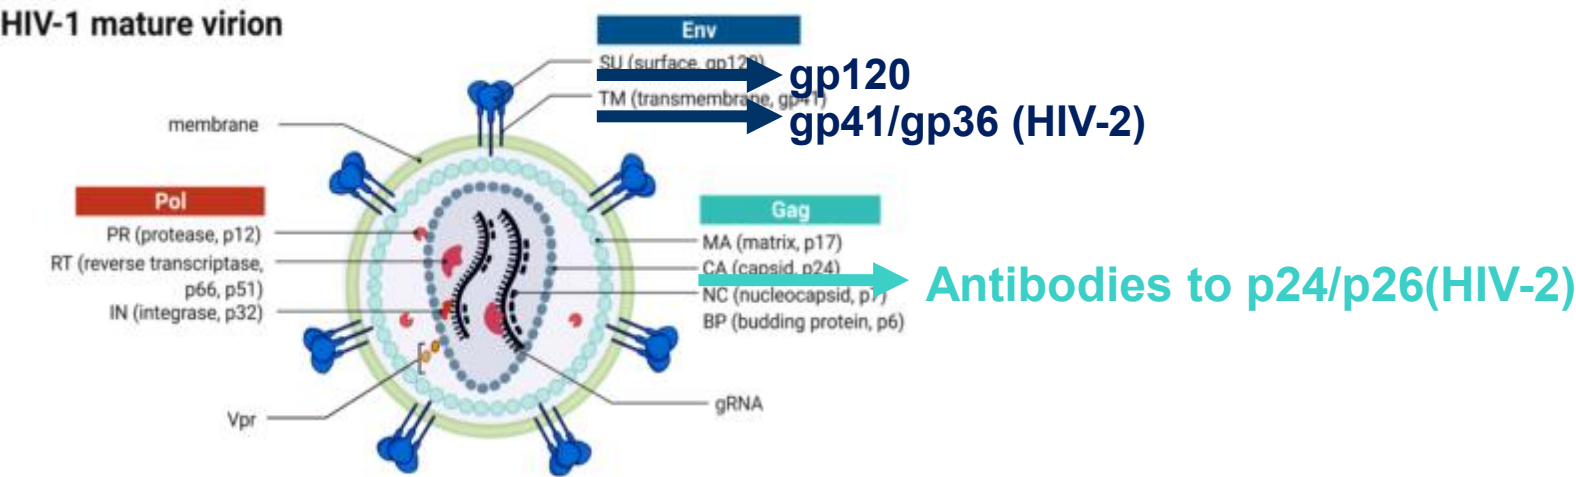 HIV-1 mature virion
Env
SU (surface, gp120)
gp120
TM (transmembrane, gp41)
gp41/gp36 (HIV-2)
membrane
Pol
PR (protease, p12)
RT (reverse transcriptase,
p66, p51)
IN (integrase, p32)
Vpr
Gag
MA (matrix, p17)
CA (capsid, p24)
Antibodies to p24/p26(HIV-2)
NC (nucleocapsid, p7)
BP (budding protein, p6)
gRNA